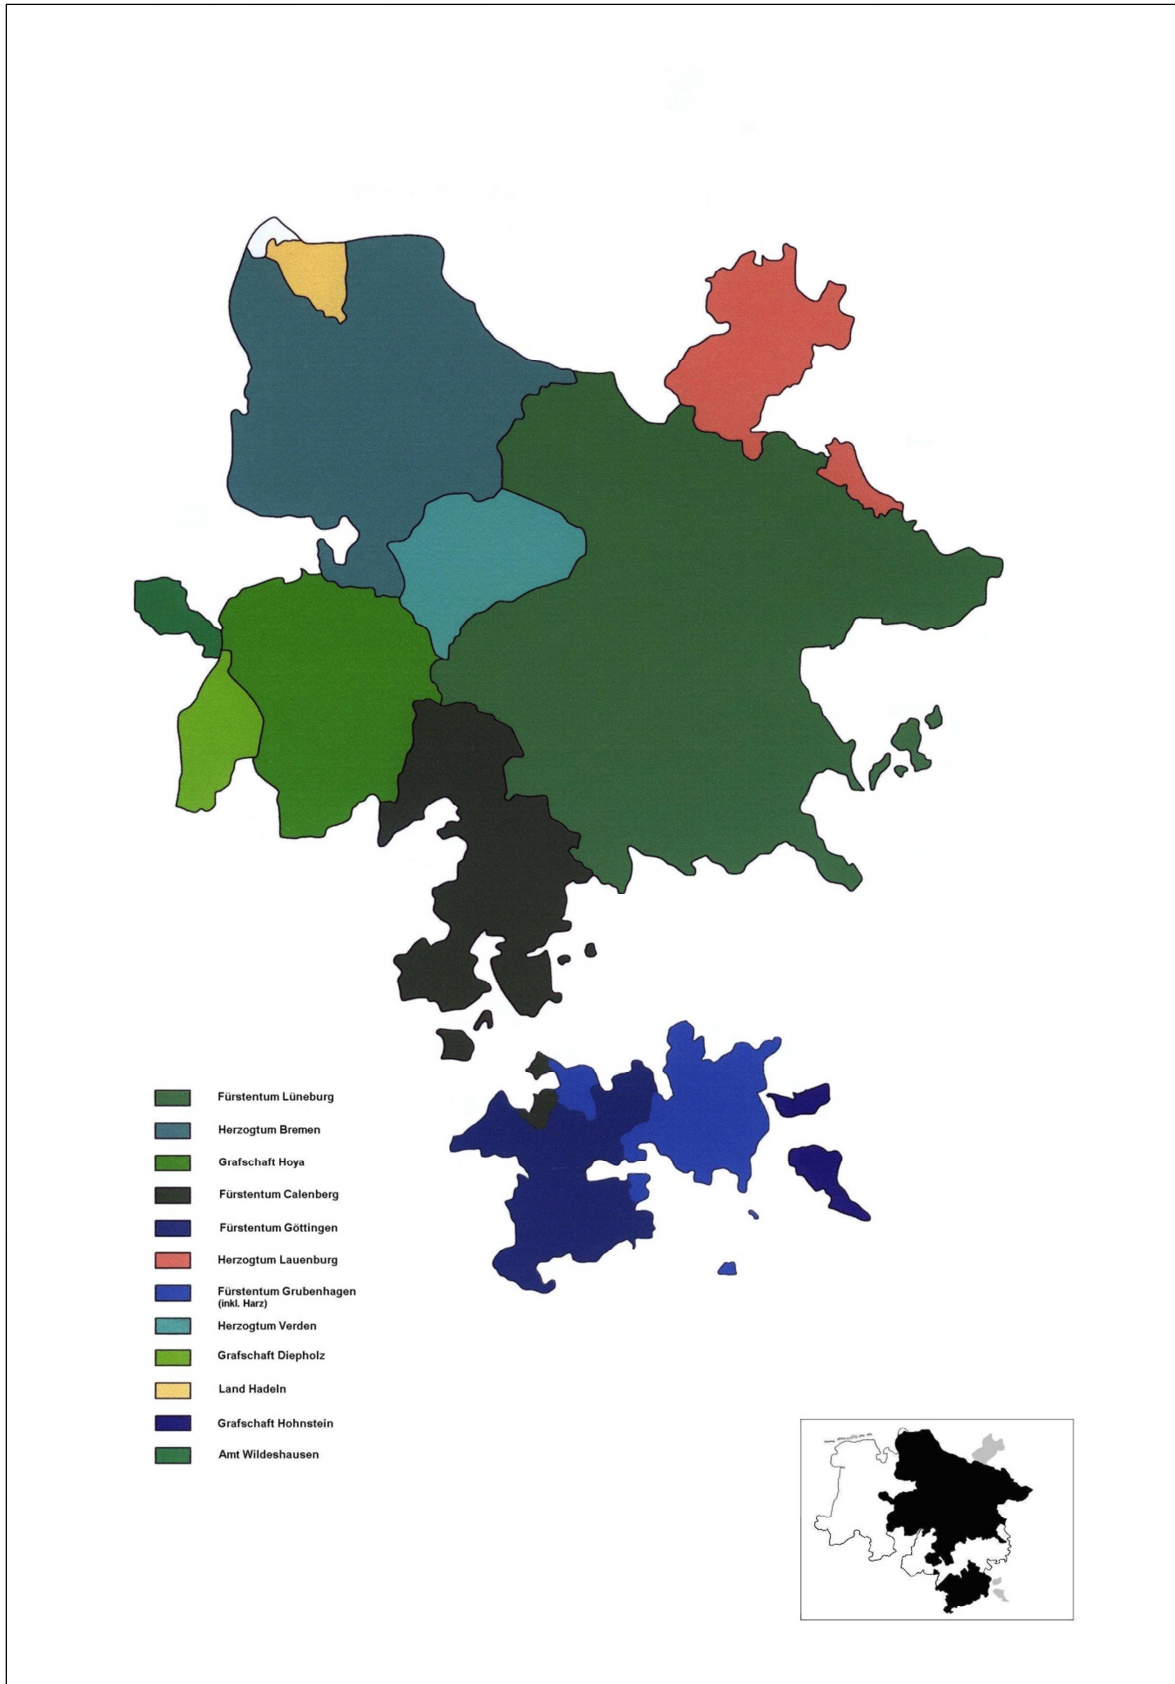 Fürstentum Lüneburg
Herzogtum Bremen
Grafschaft Hoya
Fürstentum Calenberg
Fürstentum Göttingen
Herzogtum Lauenburg
Fürstentum Grubenhagen
(inkl. Harz)
Herzogtum Verden
Grafschaft Diepholz
Land Hadeln
Grafschaft Hohnstein
Amt Wildeshausen